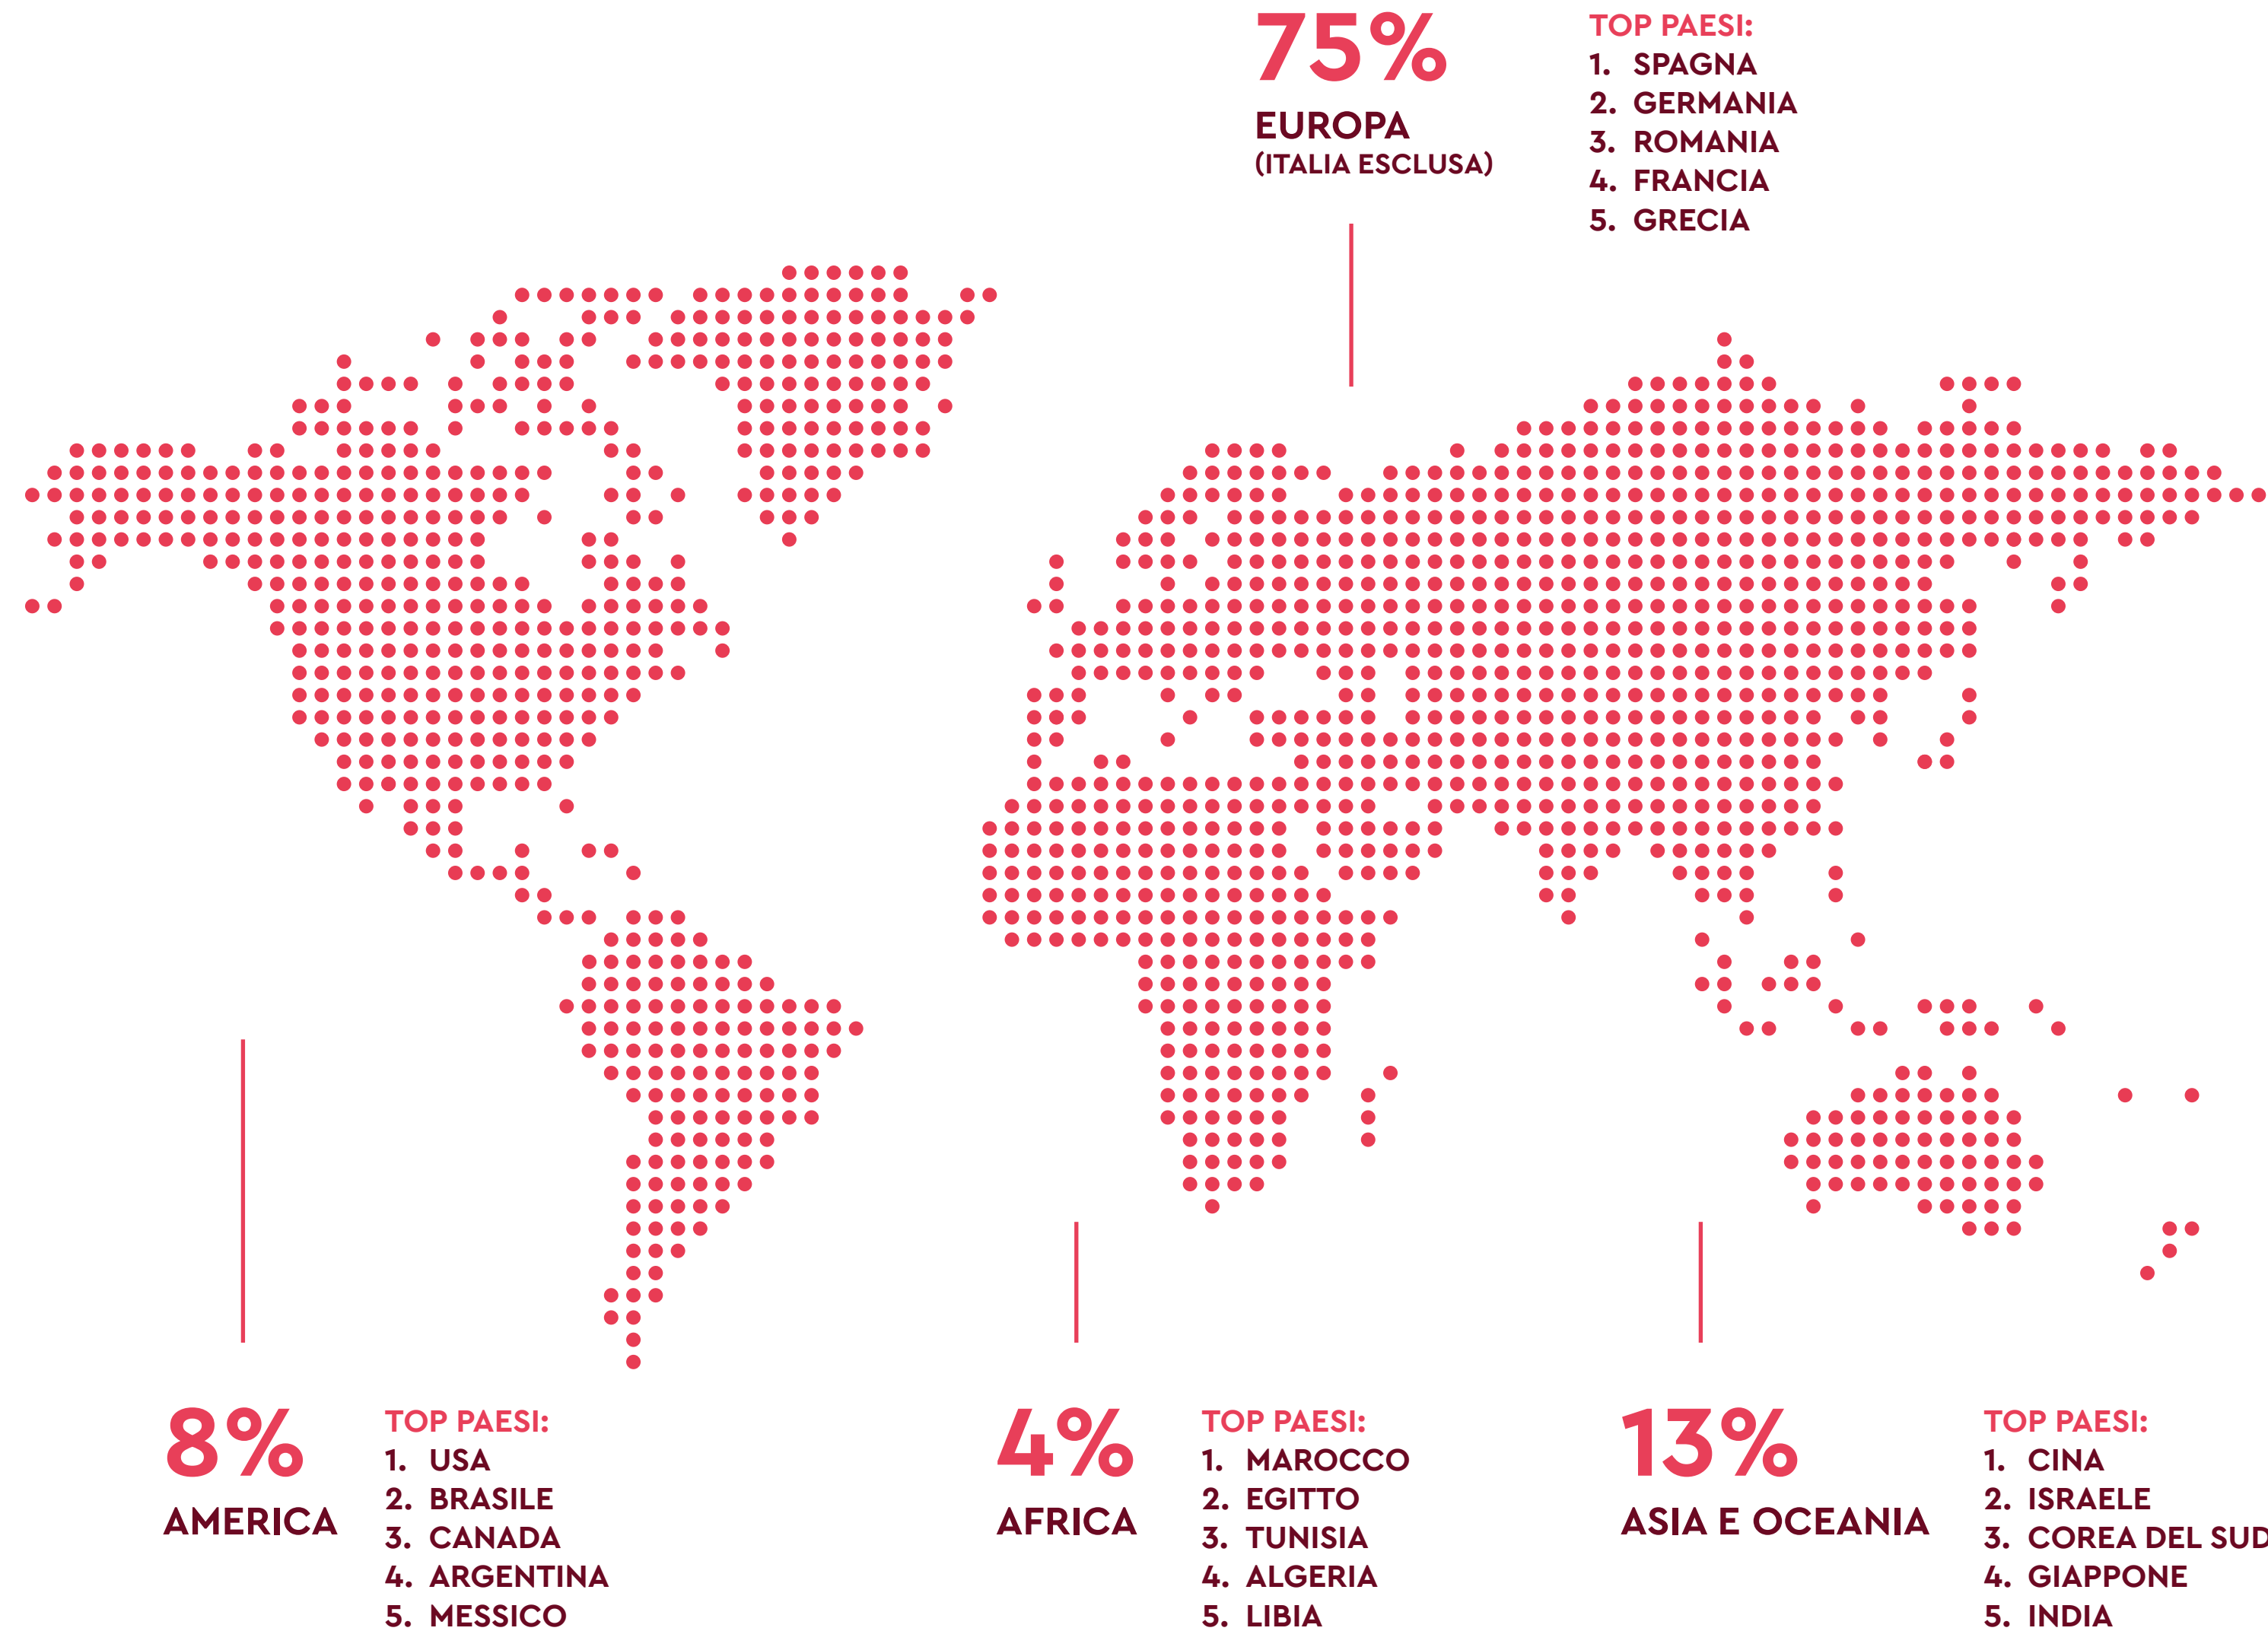 75%
EUROPA
(ITALIA ESCLUSA)
TOP PAESI:
1. SPAGNA
2. GERMANIA
3. ROMANIA
4. FRANCIA
5. GRECIA
8%
AMERICA
TOP PAESI:
1. USA
2. BRASILE
3. CANADA
4. ARGENTINA
5. MESSICO
4%
AFRICA
TOP PAESI:
1. MAROCCO
2. EGITTO
3. TUNISIA
4. ALGERIA
5. LIBIA
13%
ASIA E OCEANIA
TOP PAESI:
1. CINA
2. ISRAELE
3. COREA DEL SUD
4. GIAPPONE
5. INDIA